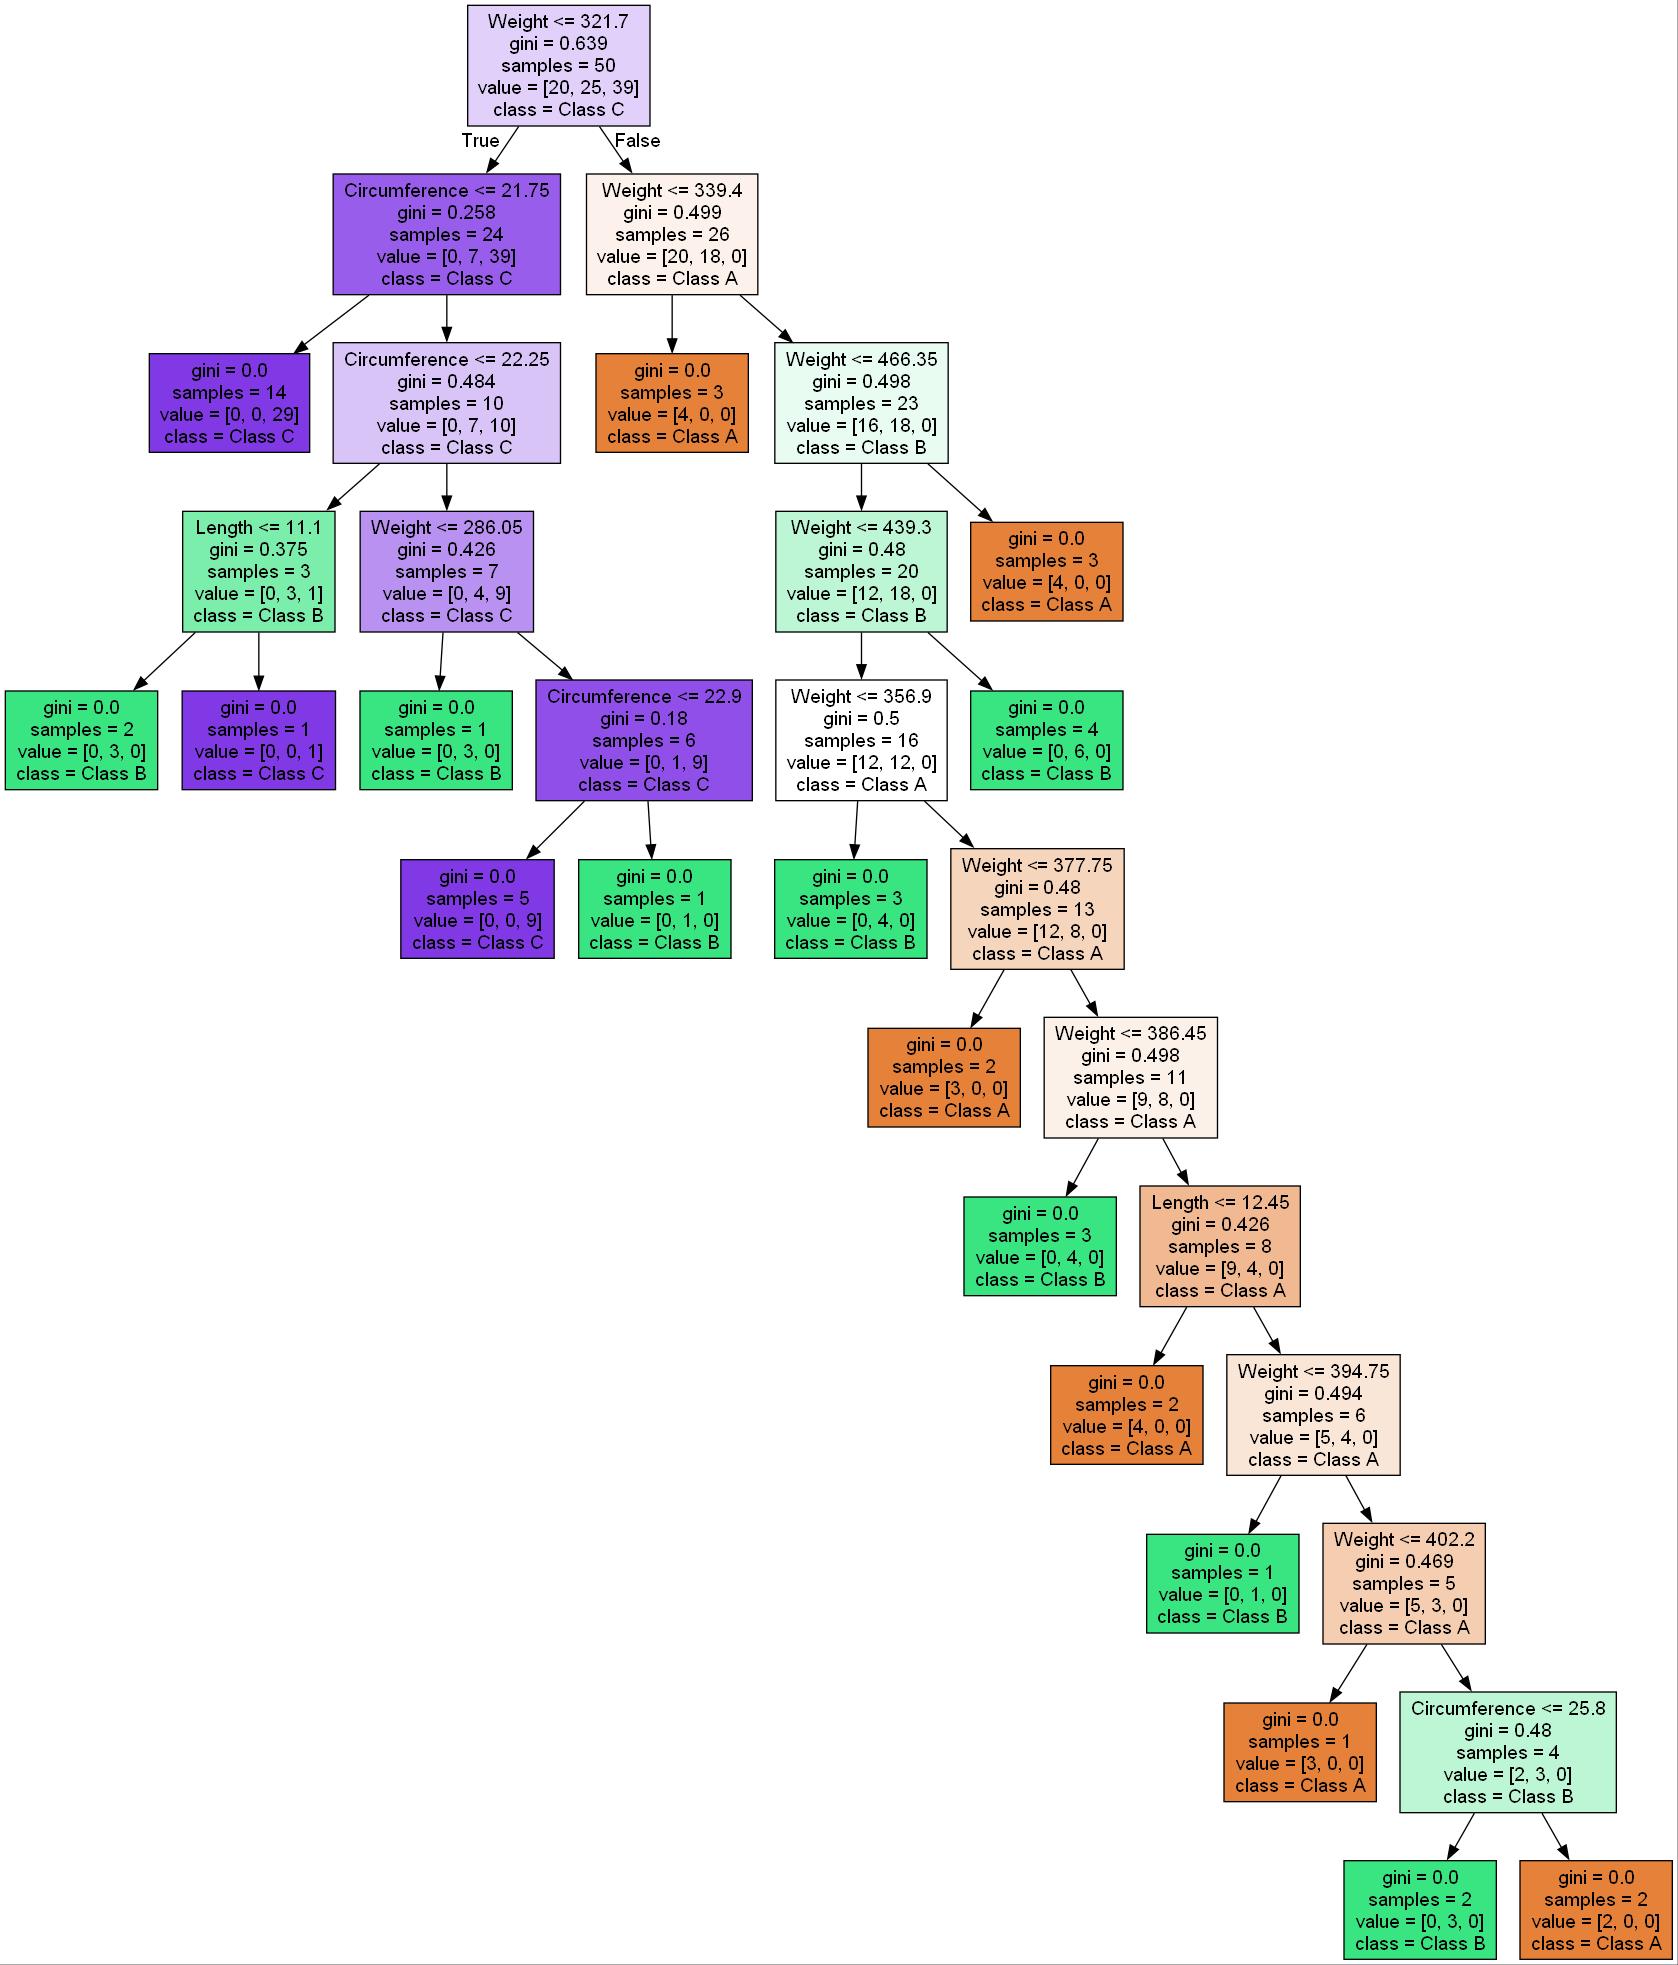 Weight <= 321.7
gini = 0.639
samples = 50
value = [20, 25, 39]
class = Class C
True
False
Circumference <= 21.75
gini = 0.258
samples = 24
value = [0, 7, 39]
class = Class C
Weight <= 339.4
gini = 0.499
samples = 26
value = [20, 18, 0]
class = Class A
gini = 0.0
samples = 14
value = [0, 0, 29]
class = Class C
Circumference <= 22.25
gini = 0.484
samples = 10
value = [0, 7, 10]
class = Class C
gini = 0.0
samples = 3
value = [4, 0, 0]
class = Class A
Weight <= 466.35
gini = 0.498
samples = 23
value = [16, 18, 0]
class = Class B
Length <= 11.1
gini = 0.375
samples = 3
value = [0, 3, 1]
class = Class B
Weight <= 286.05
gini = 0.426
samples = 7
value = [0, 4, 9]
class = Class C
Weight <= 439.3
gini = 0.48
samples = 20
value = [12, 18, 0]
class = Class B
gini = 0.0
samples = 3
value = [4, 0, 0]
class = Class A
gini = 0.0
samples = 2
value = [0, 3, 0]
class = Class B
gini = 0.0
samples = 1
value = [0, 0, 1]
class = Class C
gini = 0.0
samples = 1
value = [0, 3, 0]
class = Class B
Circumference <= 22.9
gini = 0.18
samples = 6
value = [0, 1, 9]
class = Class C
Weight <= 356.9
gini = 0.5
samples = 16
value = [12, 12, 0]
class = Class A
gini = 0.0
samples = 4
value = [0, 6, 0]
class = Class B
gini = 0.0
samples = 5
value = [0, 0, 9]
class = Class C
gini = 0.0
samples = 1
value = [0, 1, 0]
class = Class B
gini = 0.0
samples = 3
value = [0, 4, 0]
class = Class B
Weight <= 377.75
gini = 0.48
samples = 13
value = [12, 8, 0]
class = Class A
gini = 0.0
samples = 2
value = [3, 0, 0]
class = Class A
Weight <= 386.45
gini = 0.498
samples = 11
value = [9, 8, 0]
class = Class A
gini = 0.0
samples = 3
value = [0, 4, 0]
class = Class B
Length <= 12.45
gini = 0.426
samples = 8
value = [9, 4, 0]
class = Class A
gini = 0.0
samples = 2
value = [4, 0, 0]
class = Class A
Weight <= 394.75
gini = 0.494
samples = 6
value = [5, 4, 0]
class = Class A
gini = 0.0
samples = 1
value = [0, 1, 0]
class = Class B
Weight <= 402.2
gini = 0.469
samples = 5
value = [5, 3, 0]
class = Class A
gini = 0.0
samples = 1
value = [3, 0, 0]
class = Class A
Circumference <= 25.8
gini = 0.48
samples = 4
value = [2, 3, 0]
class = Class B
gini = 0.0
samples = 2
value = [0, 3, 0]
class = Class B
gini = 0.0
samples = 2
value = [2, 0, 0]
class = Class A